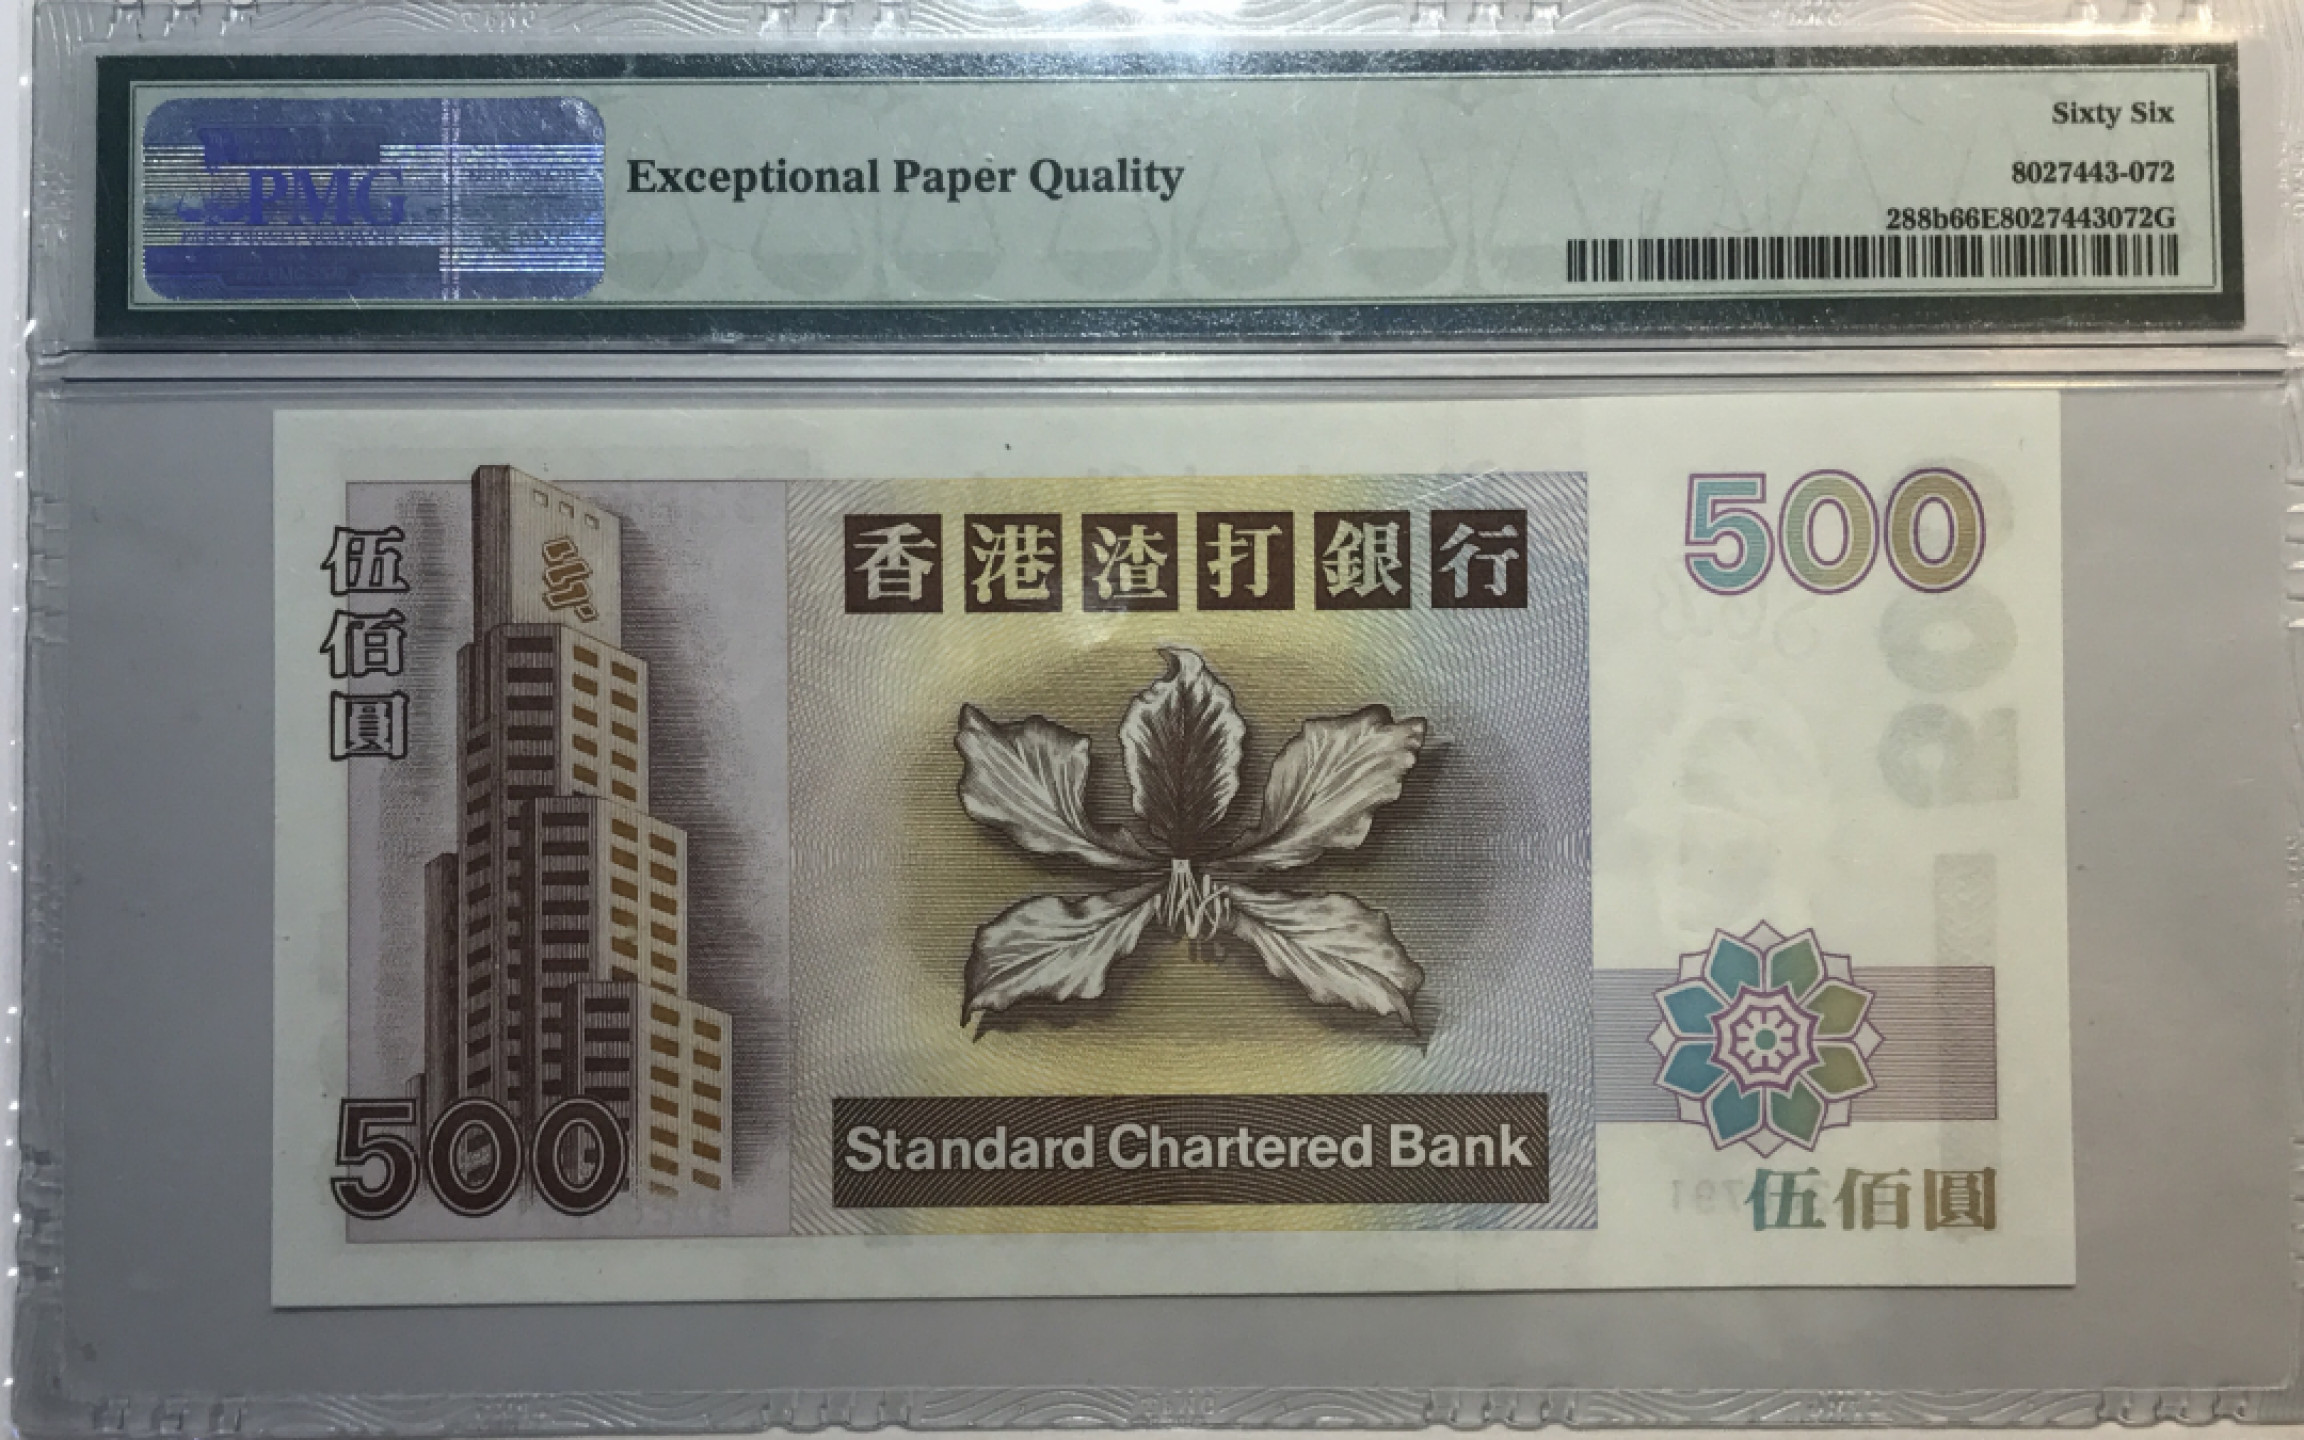 PMG
Exceptional Paper Quality
Sixty Six
8027443-072
288b66E8027443072G
伍佰圓
香港渣打銀行
500
500
Standard Chartered Bank
伍佰圓